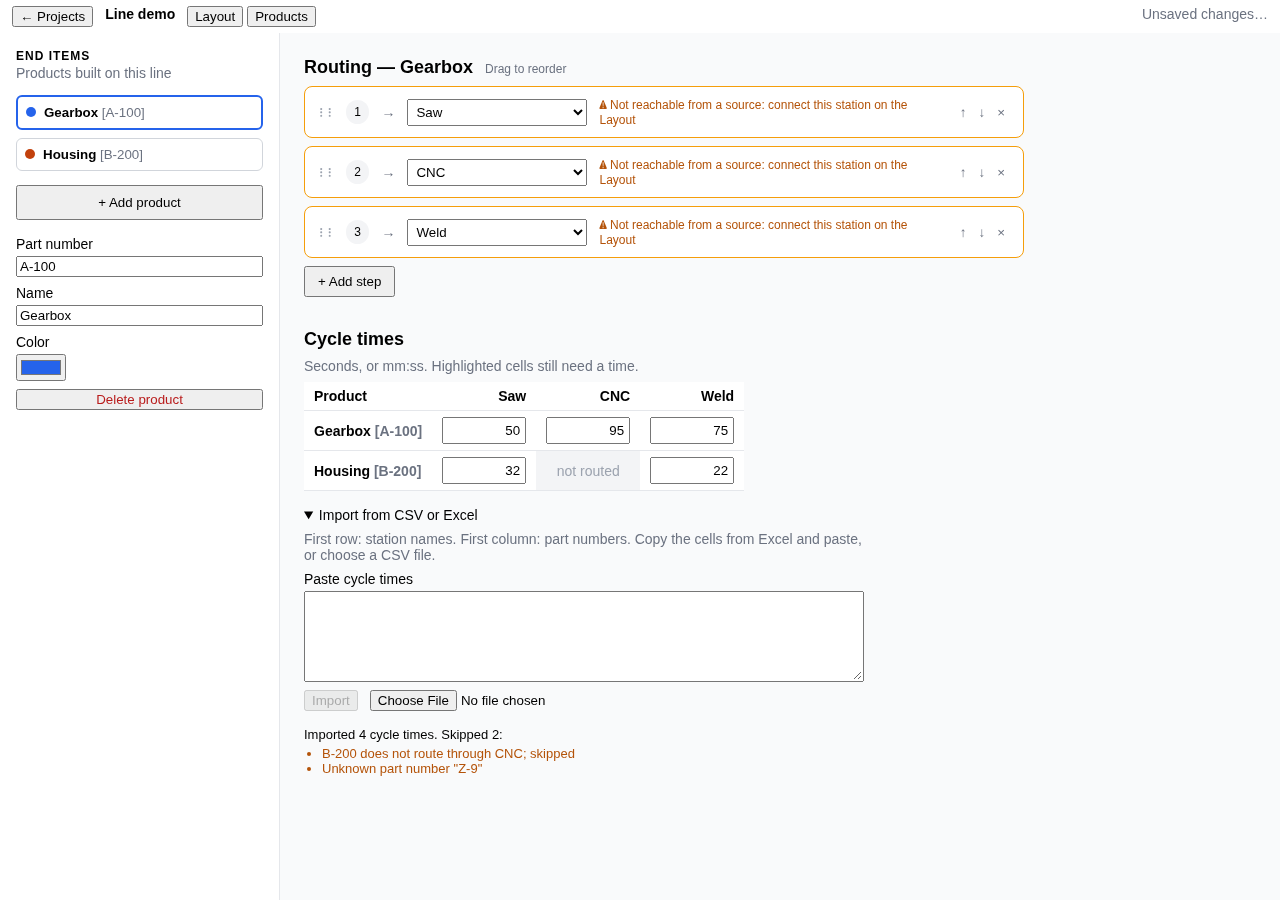 ← Projects Line demo Layout Products Unsaved changes…
END ITEMS
Products built on this line
Gearbox [A-100]
Housing [B-200]
+ Add product
Part number
A-100
Name
Gearbox
Color
Delete product
Routing — Gearbox Drag to reorder
1 → Saw ⚠ Not reachable from a source: connect this station on the
Layout ↑ ↓ ×
2 → CNC ⚠ Not reachable from a source: connect this station on the
Layout ↑ ↓ ×
3 → Weld ⚠ Not reachable from a source: connect this station on the
Layout ↑ ↓ ×
+ Add step
Cycle times
Seconds, or mm:ss. Highlighted cells still need a time.
Product Saw CNC Weld
Gearbox [A-100] 50 95 75
Housing [B-200] 32 not routed 22
▼ Import from CSV or Excel
First row: station names. First column: part numbers. Copy the cells from Excel and paste,
or choose a CSV file.
Paste cycle times
Import Choose File No file chosen
Imported 4 cycle times. Skipped 2:
• B-200 does not route through CNC; skipped
• Unknown part number "Z-9"